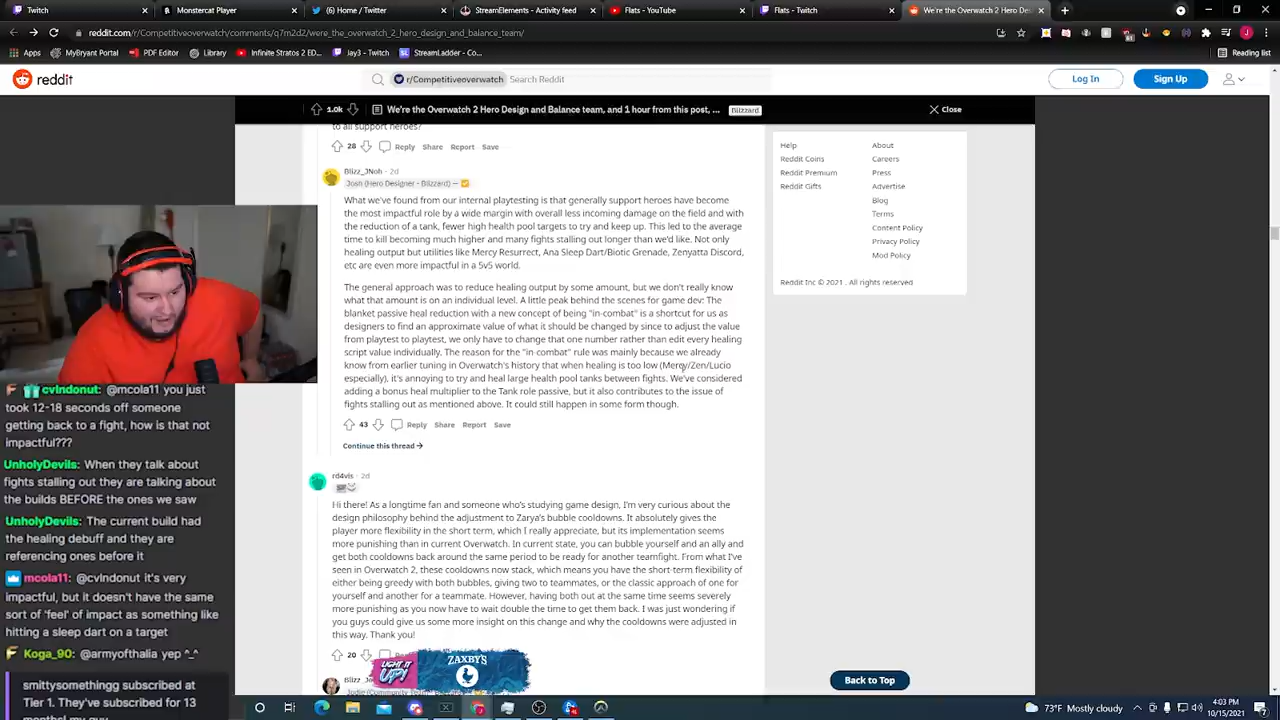 Twitch
Monstercat Player
(6) Home / Twitter
StreamElements - Activity feed
Flats - YouTube
Flats - Twitch
We're the Overwatch 2 Hero Des
reddit.com/r/Competitiveoverwatch/comments/q7m2d2/were_the_overwatch_2_hero_design_and_balance_team/
Apps
MyBryant Portal
PDF Editor
Library
Infinite Stratos 2 ED...
Jay3 - Twitch
StreamLadder - Co...
Reading list
reddit
r/Competitiveoverwatch
Search Reddit
Log In
Sign Up
1.0k
We're the Overwatch 2 Hero Design and Balance team, and 1 hour from this post, ...
Blizzard
Close
to all support heroes?
28 Reply Share Report Save
Blizz_JNoh · 2d
Josh (Hero Designer - Blizzard) —
What we've found from our internal playtesting is that generally support heroes have become
the most impactful role by a wide margin with overall less incoming damage on the field and with
the reduction of a tank, fewer high health pool targets to try and keep up. This led to the average
time to kill becoming much higher and many fights stalling out longer than we'd like. Not only
healing output but utilities like Mercy Resurrect, Ana Sleep Dart/Biotic Grenade, Zenyatta Discord,
etc are even more impactful in a 5v5 world.
The general approach was to reduce healing output by some amount, but we don't really know
what that amount is on an individual level. A little peak behind the scenes for game dev: The
blanket passive heal reduction with a new concept of being "in-combat" is a shortcut for us as
designers to find an approximate value of what it should be changed by since to adjust the value
from playtest to playtest, we only have to change that one number rather than edit every healing
script value individually. The reason for the "in-combat" rule was mainly because we already
know from earlier tuning in Overwatch's history that when healing is too low (Mercy/Zen/Lucio
especially), it's annoying to try and heal large health pool tanks between fights. We've considered
adding a bonus heal multiplier to the Tank role passive, but it also contributes to the issue of
fights stalling out as mentioned above. It could still happen in some form though.
43 Reply Share Report Save
Continue this thread
rd4vis · 2d
Hi there! As a longtime fan and someone who's studying game design, I'm very curious about the
design philosophy behind the adjustment to Zarya's bubble cooldowns. It absolutely gives the
player more flexibility in the short term, which I really appreciate, but its implementation seems
more punishing than in current Overwatch. In current state, you can bubble yourself and an ally and
get both cooldowns back around the same period to be ready for another teamfight. From what I've
seen in Overwatch 2, these cooldowns now stack, which means you have the short-term flexibility of
either being greedy with both bubbles, giving two to teammates, or the classic approach of one for
yourself and another for a teammate. However, having both out at the same time seems severely
more punishing as you now have to wait double the time to get them back. I was just wondering if
you guys could give us some more insight on this change and why the cooldowns were adjusted in
this way. Thank you!
20
LIGHT IT UP!
ZAXBY'S
Help
Reddit Coins
Reddit Premium
Reddit Gifts
About
Careers
Press
Advertise
Blog
Terms
Content Policy
Privacy Policy
Mod Policy
Reddit Inc © 2021 . All rights reserved
Back to Top
cvlndonut: @mcola11 you just
took 12-18 seconds off of someone
getting back to a fight, how is that not
impactful???
UnholyDevils: When they talk about
fights stalling out they are talking about
the builds BEFORE the ones we saw
UnholyDevils: The current build had
the healing debuff and they are
referencing ones before it
mcola11: @cvlndonut it's very
impactful, but it doesn't have the same
sort of 'feel' of impact as something like
hitting a sleep dart on a target
Koga_90: @armyofthalia yep ^_^
smittysomethingg subscribed at
Tier 1. They've subscribed for 13
73°F Mostly cloudy
4:03 PM
10/15/2021